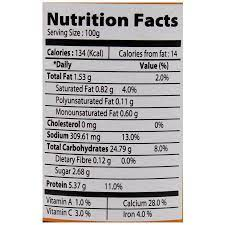 Nutrition Facts
Serving Size : 100g
Calories : 134 (Kcal) Calories from fat : 14
*Daily Value (%)
Total Fat 1.53 g 2.0%
Saturated Fat 0.82 g 4.0%
Polyunsaturated Fat 0.11 g
Monounsaturated Fat 0.60 g
Cholesterol 0 mg 0%
Sodium 309.61 mg 13.0%
Total Carbohydrates 24.79 g 8.0%
Dietary Fibre 0.12 g 0.0%
Sugar 2.68 g
Protein 5.37 g 11.0%
Vitamin A 1.0 % Calcium 28.0 %
Vitamin C 3.0 % Iron 4.0 %